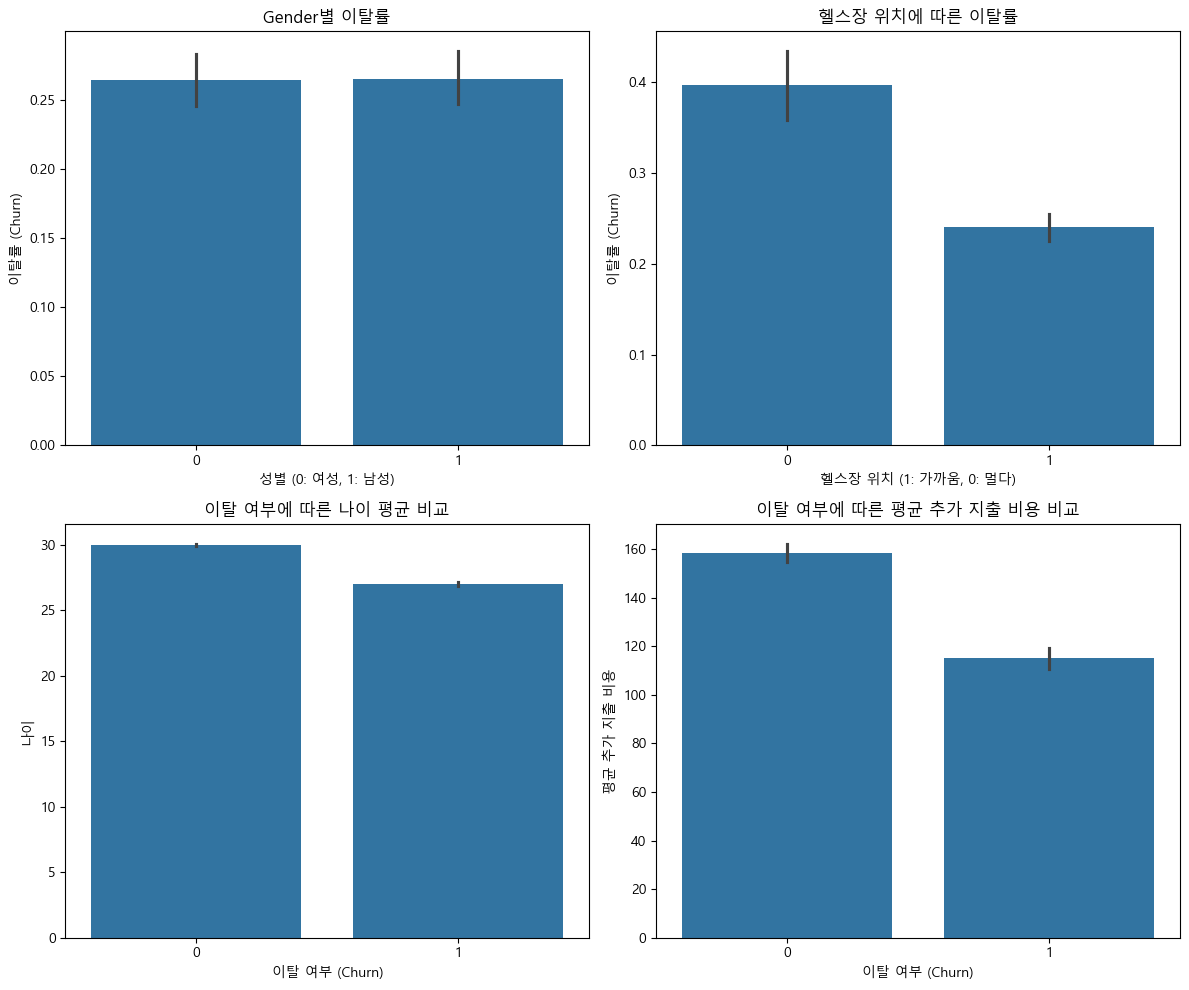 Gender별 이탈률
이탈률 (Churn)
0.25
0.20
0.15
0.10
0.05
0.00
0 1
성별 (0: 여성, 1: 남성)
헬스장 위치에 따른 이탈률
이탈률 (Churn)
0.4
0.3
0.2
0.1
0.0
0 1
헬스장 위치 (1: 가까움, 0: 멀다)
이탈 여부에 따른 나이 평균 비교
나이
30
25
20
15
10
5
0
0 1
이탈 여부 (Churn)
이탈 여부에 따른 평균 추가 지출 비용 비교
평균 추가 지출 비용
160
140
120
100
80
60
40
20
0
0 1
이탈 여부 (Churn)